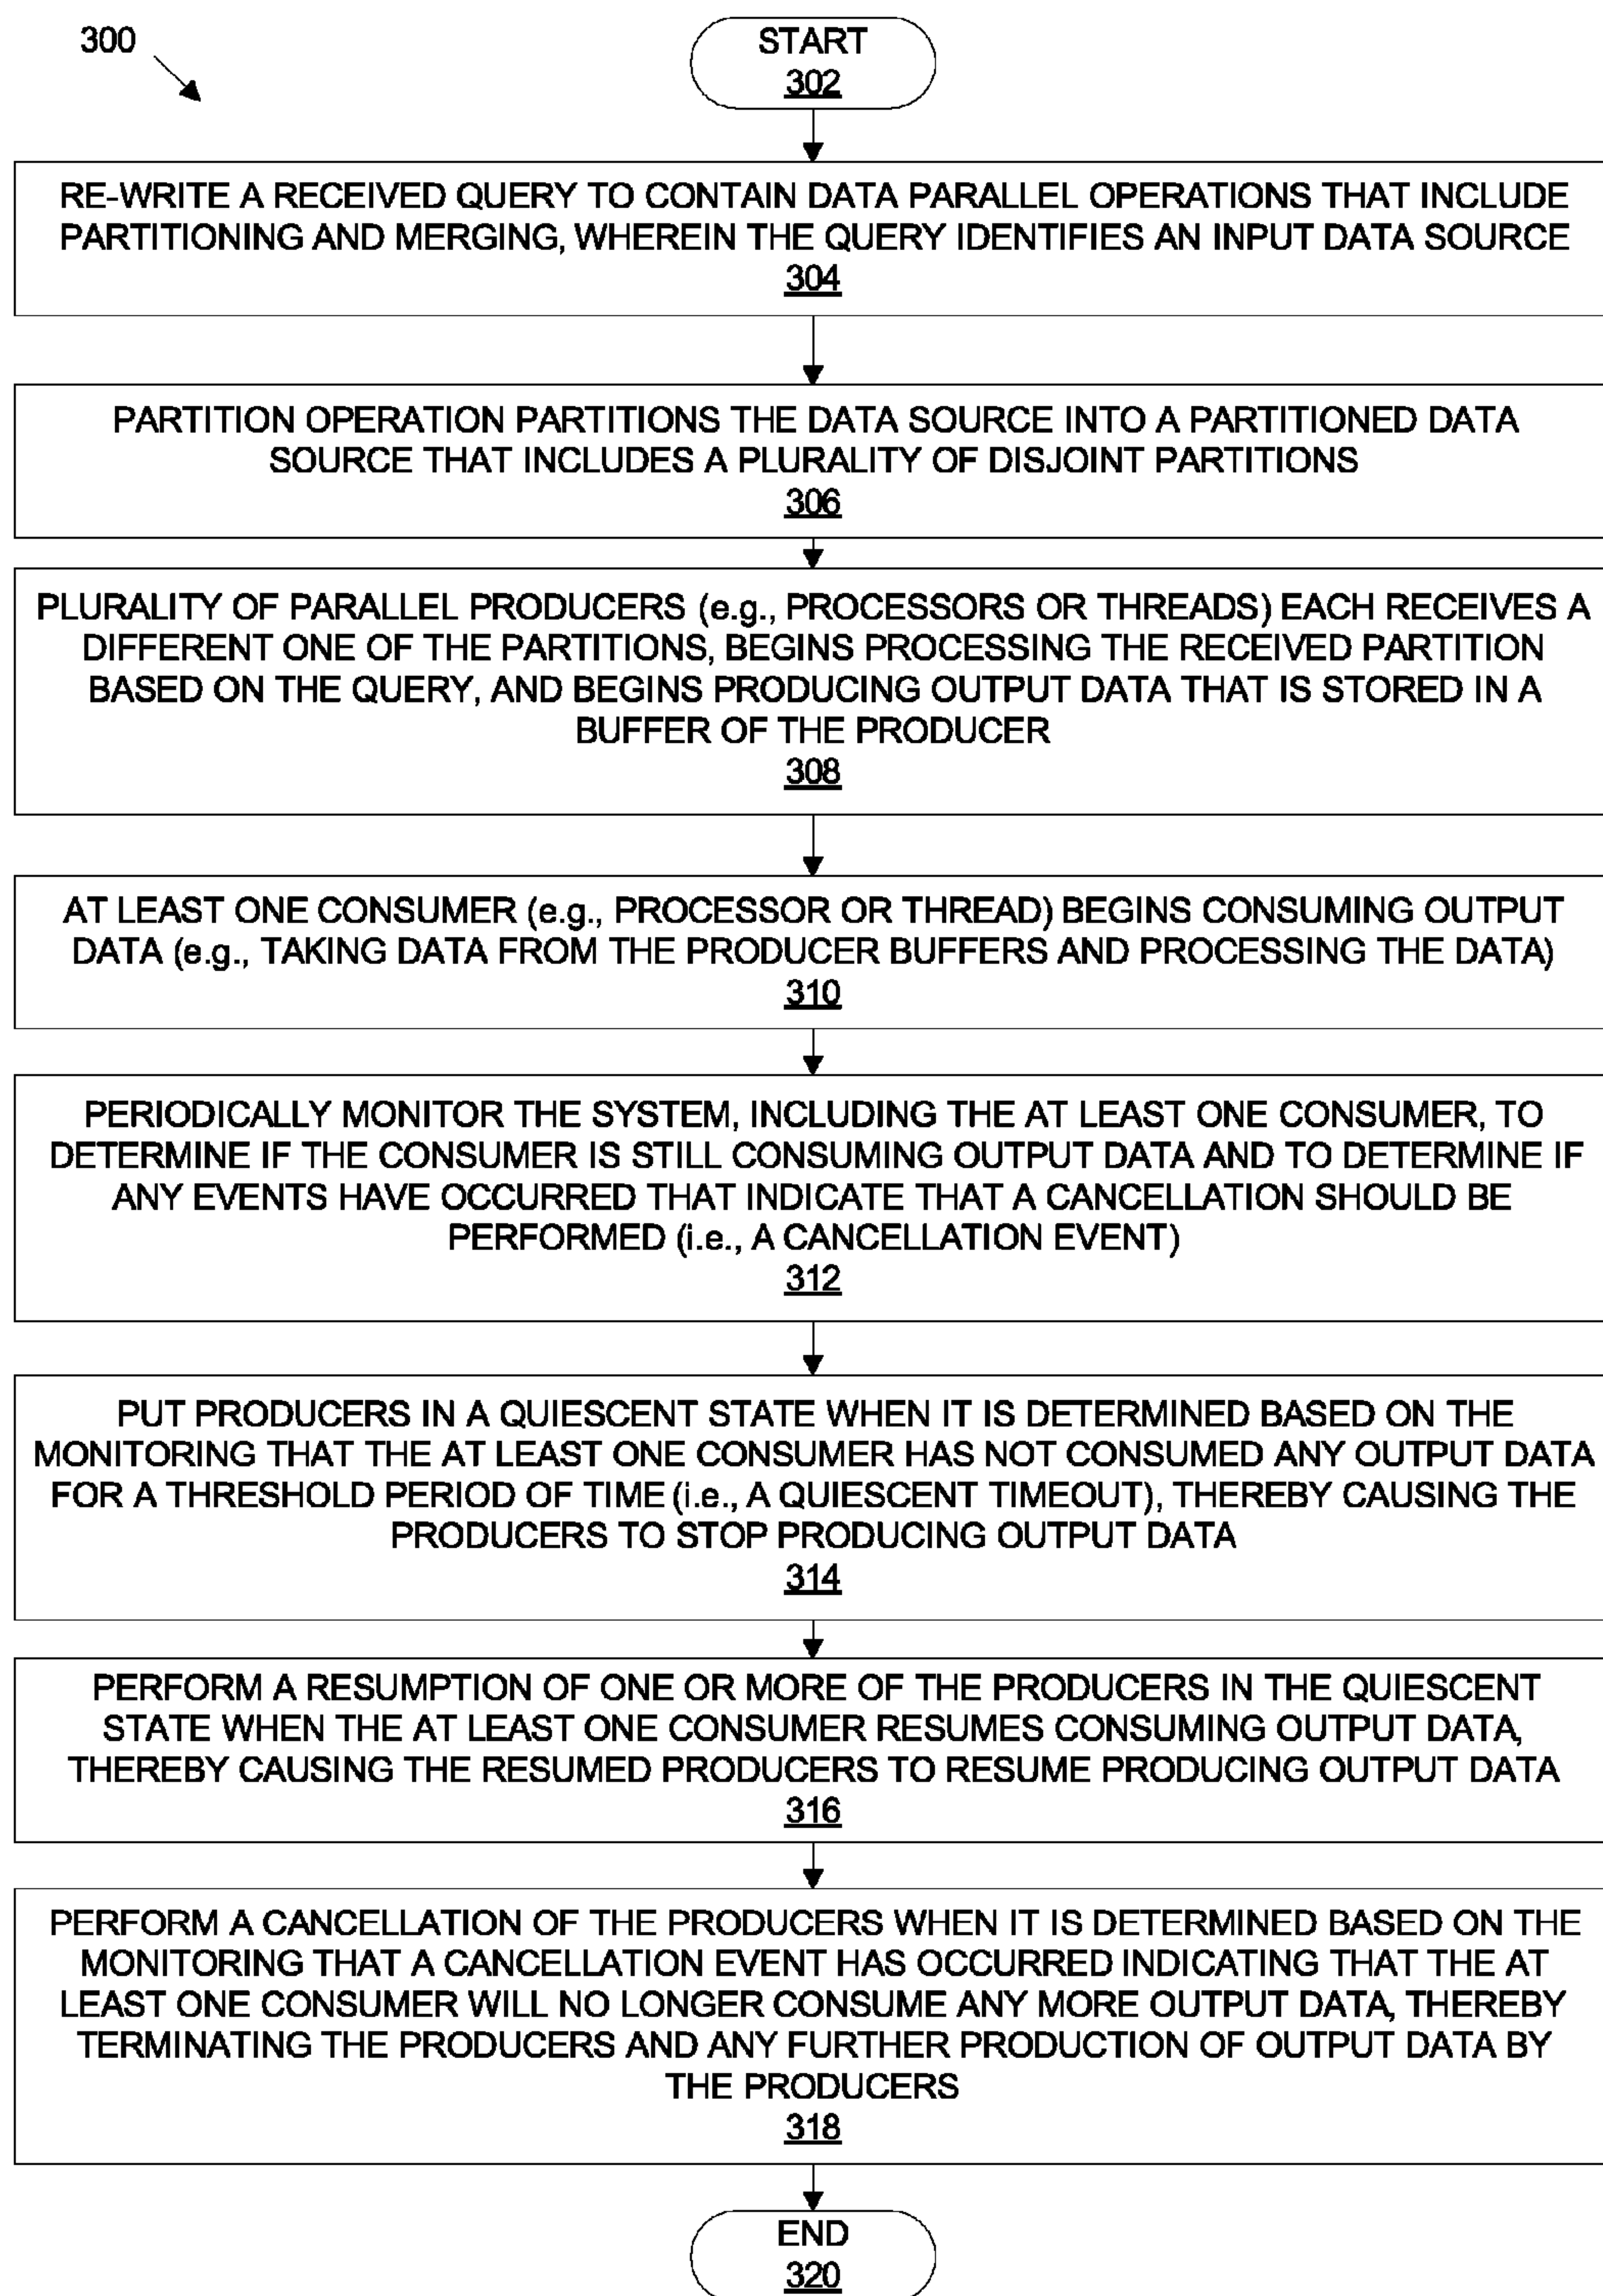 300
START
302
RE-WRITE A RECEIVED QUERY TO CONTAIN DATA PARALLEL OPERATIONS THAT INCLUDE
PARTITIONING AND MERGING, WHEREIN THE QUERY IDENTIFIES AN INPUT DATA SOURCE
304
PARTITION OPERATION PARTITIONS THE DATA SOURCE INTO A PARTITIONED DATA
SOURCE THAT INCLUDES A PLURALITY OF DISJOINT PARTITIONS
306
PLURALITY OF PARALLEL PRODUCERS (e.g., PROCESSORS OR THREADS) EACH RECEIVES A
DIFFERENT ONE OF THE PARTITIONS, BEGINS PROCESSING THE RECEIVED PARTITION
BASED ON THE QUERY, AND BEGINS PRODUCING OUTPUT DATA THAT IS STORED IN A
BUFFER OF THE PRODUCER
308
AT LEAST ONE CONSUMER (e.g., PROCESSOR OR THREAD) BEGINS CONSUMING OUTPUT
DATA (e.g., TAKING DATA FROM THE PRODUCER BUFFERS AND PROCESSING THE DATA)
310
PERIODICALLY MONITOR THE SYSTEM, INCLUDING THE AT LEAST ONE CONSUMER, TO
DETERMINE IF THE CONSUMER IS STILL CONSUMING OUTPUT DATA AND TO DETERMINE IF
ANY EVENTS HAVE OCCURRED THAT INDICATE THAT A CANCELLATION SHOULD BE
PERFORMED (i.e., A CANCELLATION EVENT)
312
PUT PRODUCERS IN A QUIESCENT STATE WHEN IT IS DETERMINED BASED ON THE
MONITORING THAT THE AT LEAST ONE CONSUMER HAS NOT CONSUMED ANY OUTPUT DATA
FOR A THRESHOLD PERIOD OF TIME (i.e., A QUIESCENT TIMEOUT), THEREBY CAUSING THE
PRODUCERS TO STOP PRODUCING OUTPUT DATA
314
PERFORM A RESUMPTION OF ONE OR MORE OF THE PRODUCERS IN THE QUIESCENT
STATE WHEN THE AT LEAST ONE CONSUMER RESUMES CONSUMING OUTPUT DATA,
THEREBY CAUSING THE RESUMED PRODUCERS TO RESUME PRODUCING OUTPUT DATA
316
PERFORM A CANCELLATION OF THE PRODUCERS WHEN IT IS DETERMINED BASED ON THE
MONITORING THAT A CANCELLATION EVENT HAS OCCURRED INDICATING THAT THE AT
LEAST ONE CONSUMER WILL NO LONGER CONSUME ANY MORE OUTPUT DATA, THEREBY
TERMINATING THE PRODUCERS AND ANY FURTHER PRODUCTION OF OUTPUT DATA BY
THE PRODUCERS
318
END
320